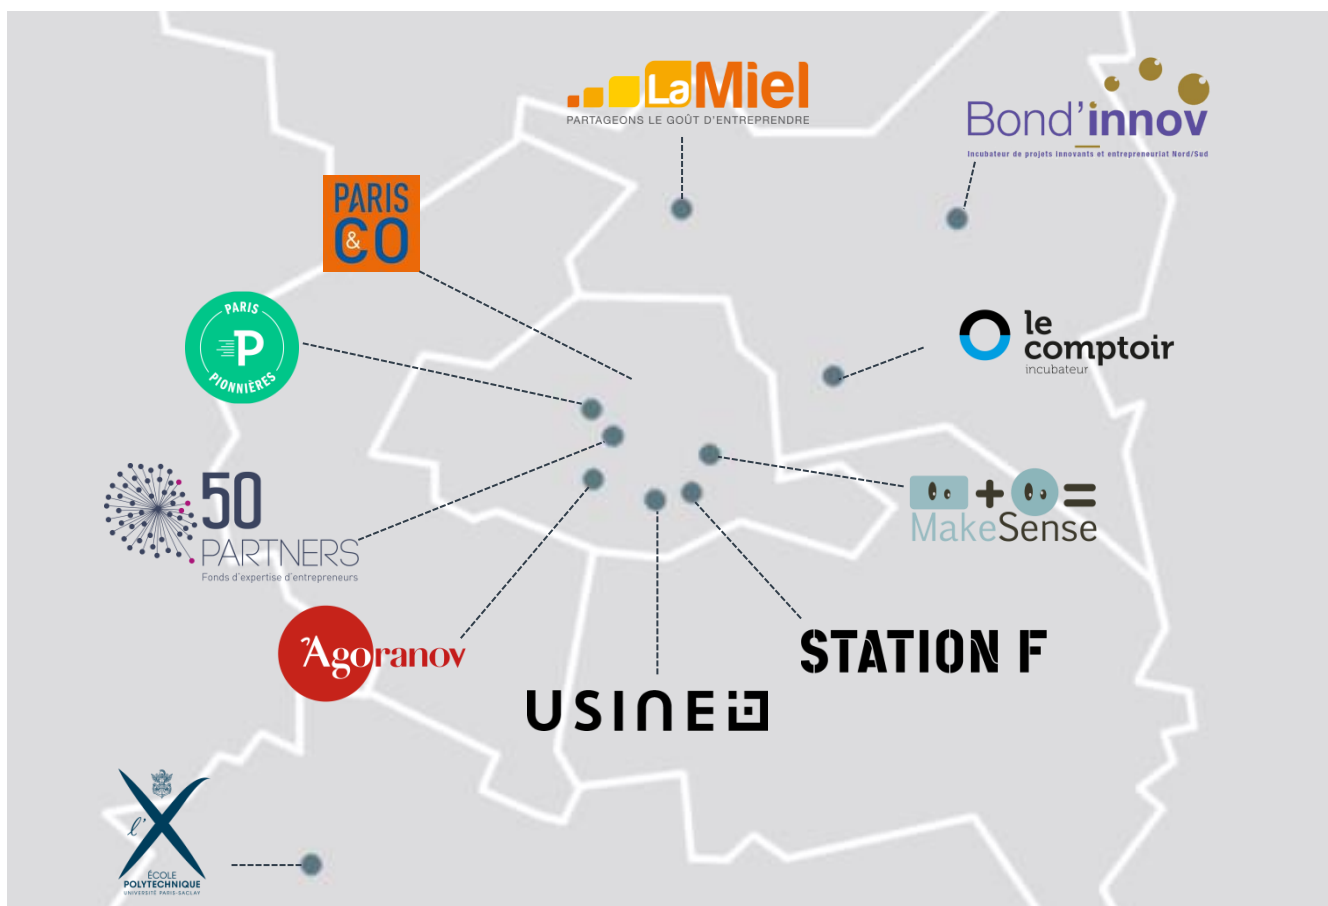 LaMiel
PARTAGEONS LE GOÛT D'ENTREPRENDRE
Bond'innov
Incubateur de projets innovants et entrepreneuriat Nord/Sud
PARIS
&CO
PARIS
P
PIONNIÈRES
le
comptoir
incubateur
50
PARTNERS
Fonds d'expertise d'entrepreneurs
MakeSense
Agoranov
STATION F
USINE IO
l'X
ÉCOLE
POLYTECHNIQUE
UNIVERSITÉ PARIS-SACLAY